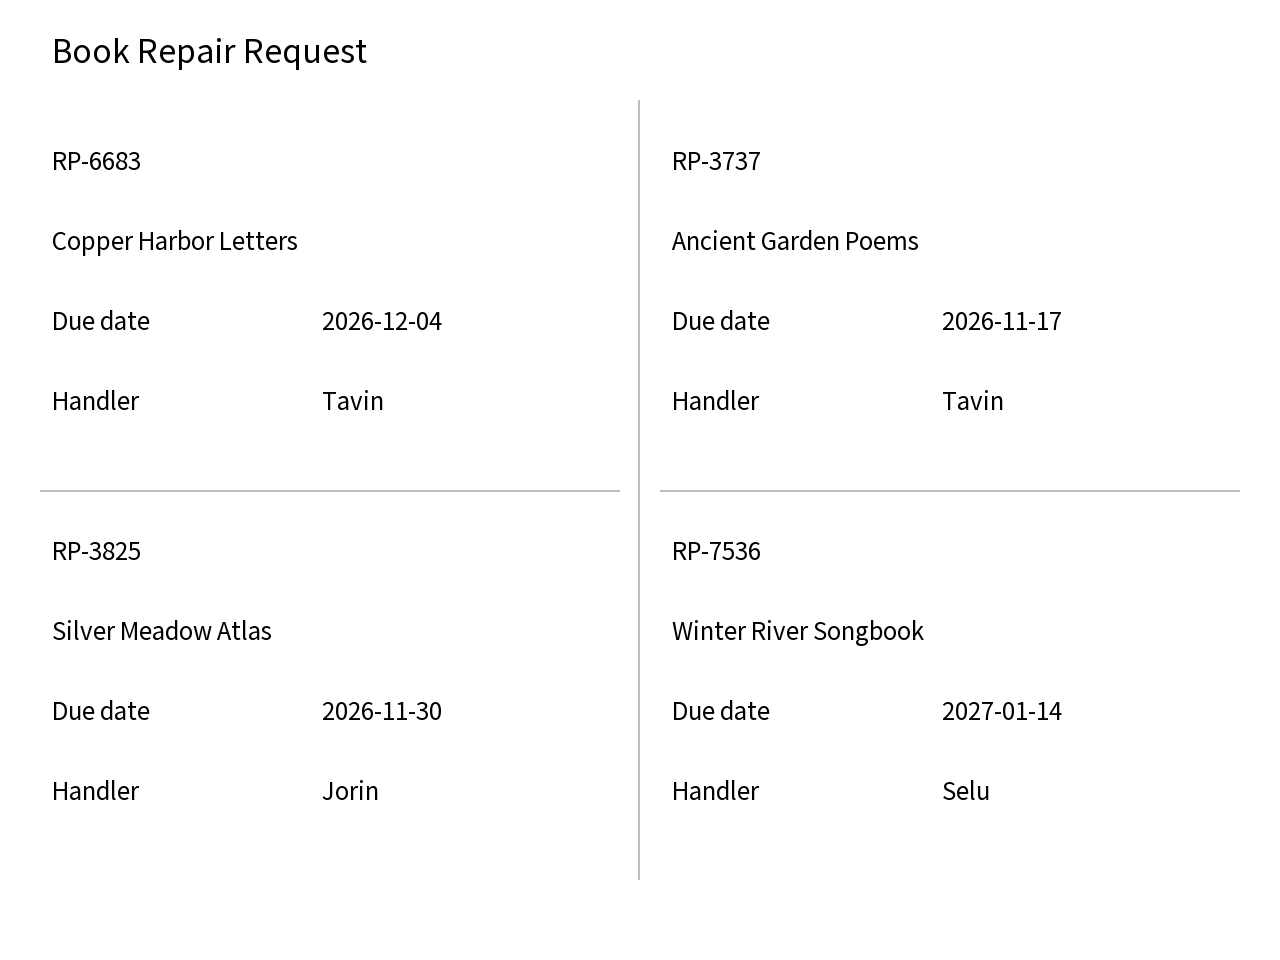 Book Repair Request
RP-6683
Copper Harbor Letters
Due date 2026-12-04
Handler Tavin
RP-3825
Silver Meadow Atlas
Due date 2026-11-30
Handler Jorin
RP-3737
Ancient Garden Poems
Due date 2026-11-17
Handler Tavin
RP-7536
Winter River Songbook
Due date 2027-01-14
Handler Selu